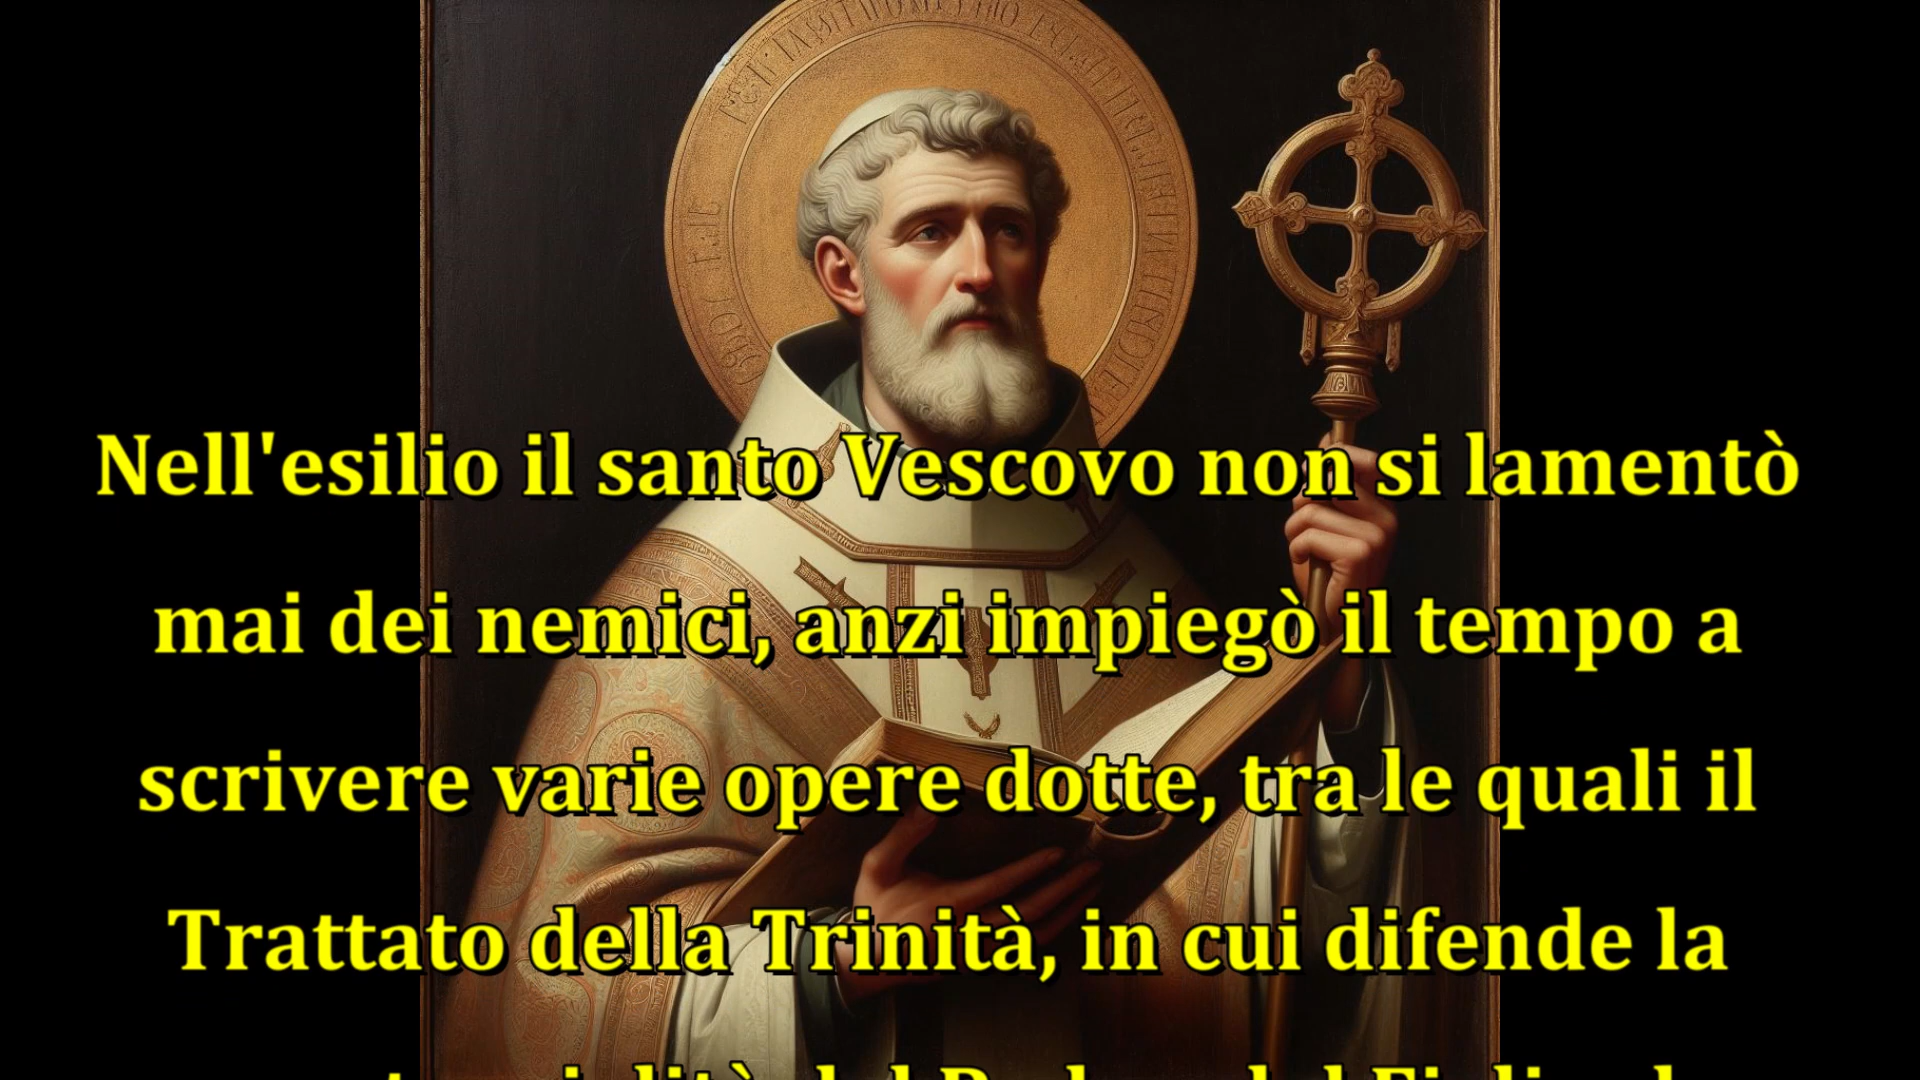 Nell'esilio il santo Vescovo non si lamentò
mai dei nemici, anzi impiegò il tempo a
scrivere varie opere dotte, tra le quali il
Trattato della Trinità, in cui difende la